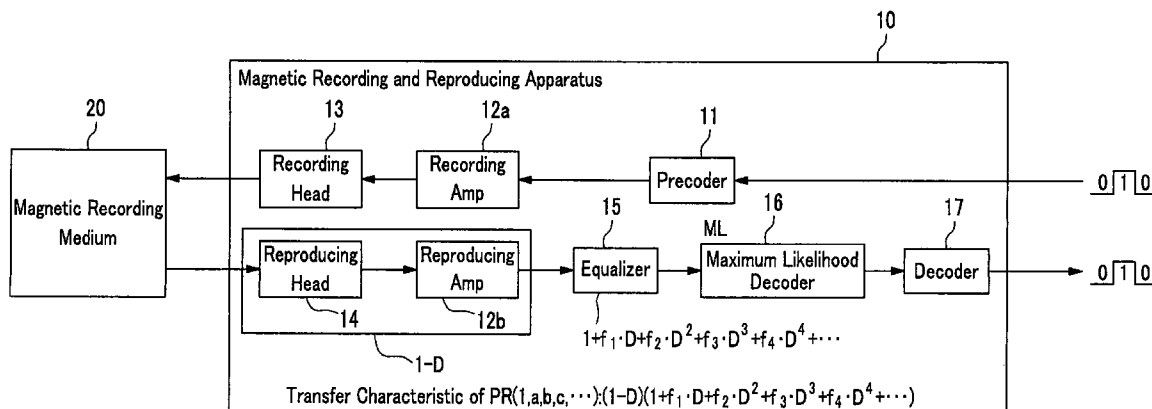 10
Magnetic Recording and Reproducing Apparatus
20
13
12a
11
Magnetic Recording
Medium
Recording
Head
Recording
Amp
Precoder
0 1 0
15
ML
16
17
Reproducing
Head
Reproducing
Amp
Equalizer
Maximum Likelihood
Decoder
Decoder
0 1 0
14
12b
1+f₁·D+f₂·D²+f₃·D³+f₄·D⁴+···
1-D
Transfer Characteristic of PR(1,a,b,c,···):(1-D)(1+f₁·D+f₂·D²+f₃·D³+f₄·D⁴+···)